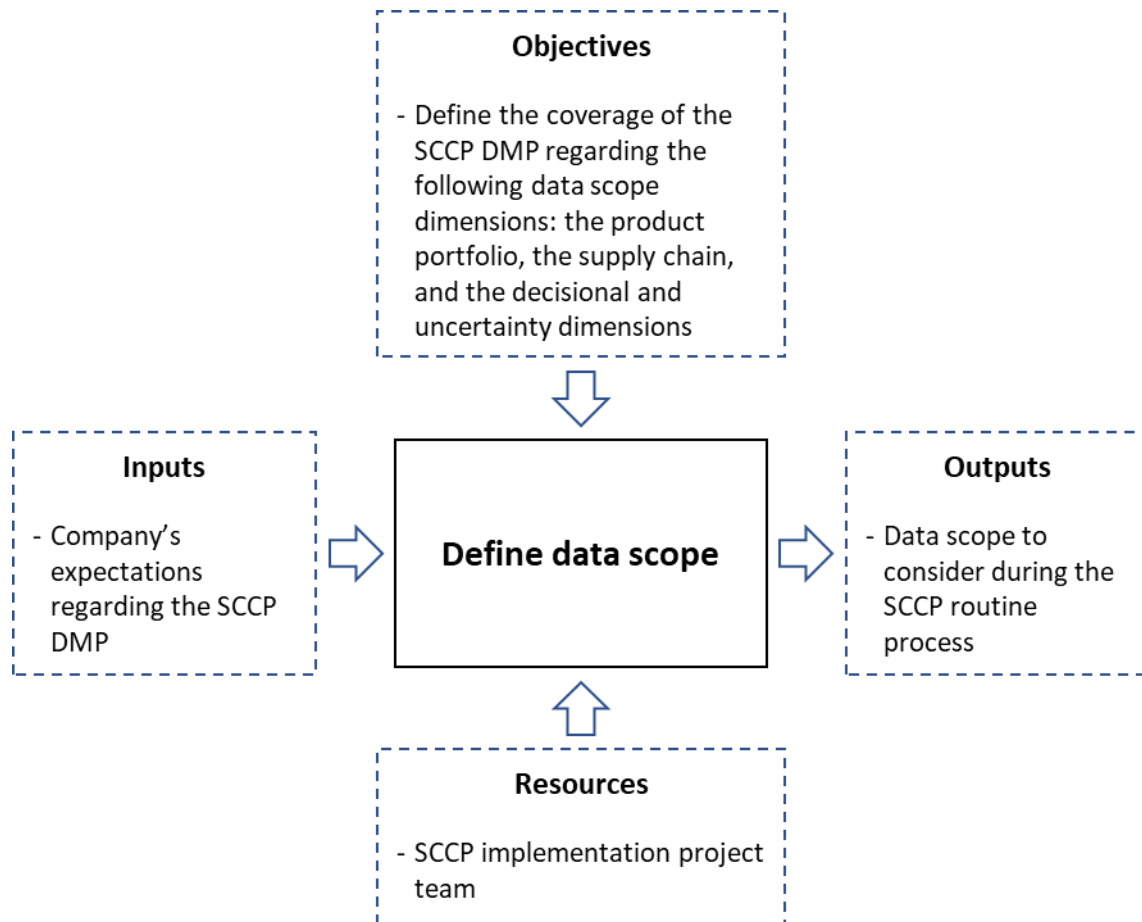 Objectives
- Define the coverage of the
SCCP DMP regarding the
following data scope
dimensions: the product
portfolio, the supply chain,
and the decisional and
uncertainty dimensions
Inputs
- Company’s
expectations
regarding the SCCP
DMP
Define data scope
Outputs
- Data scope to
consider during the
SCCP routine
process
Resources
- SCCP implementation project
team